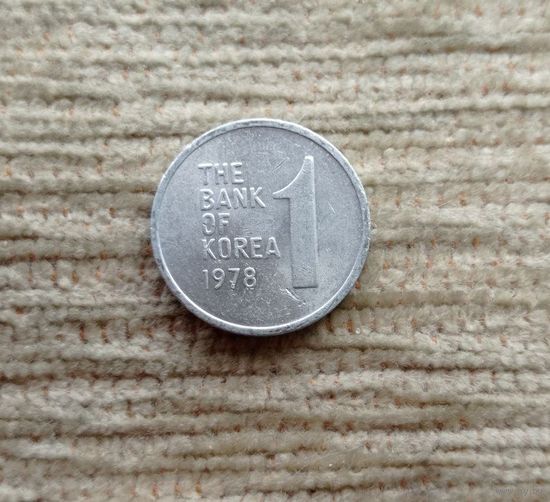 THE
BANK
OF
KOREA
1978
1